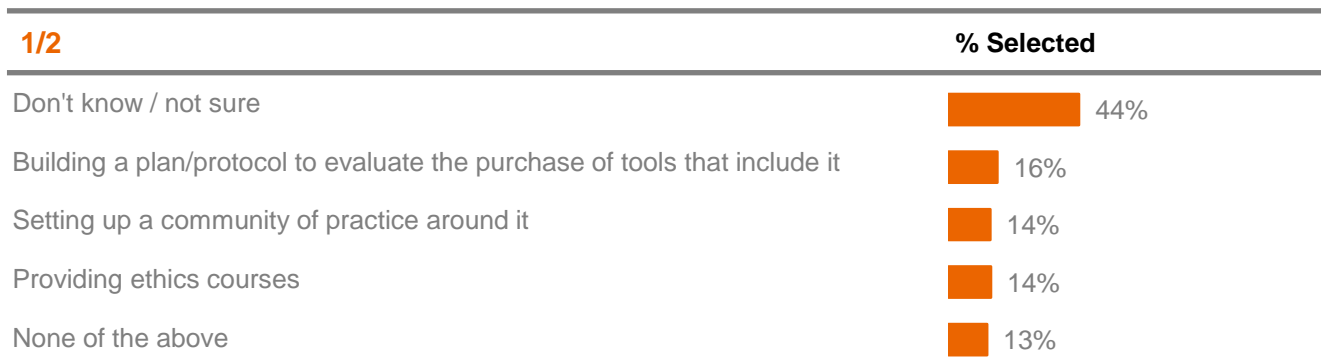 1/2 % Selected
Don't know / not sure 44%
Building a plan/protocol to evaluate the purchase of tools that include it 16%
Setting up a community of practice around it 14%
Providing ethics courses 14%
None of the above 13%